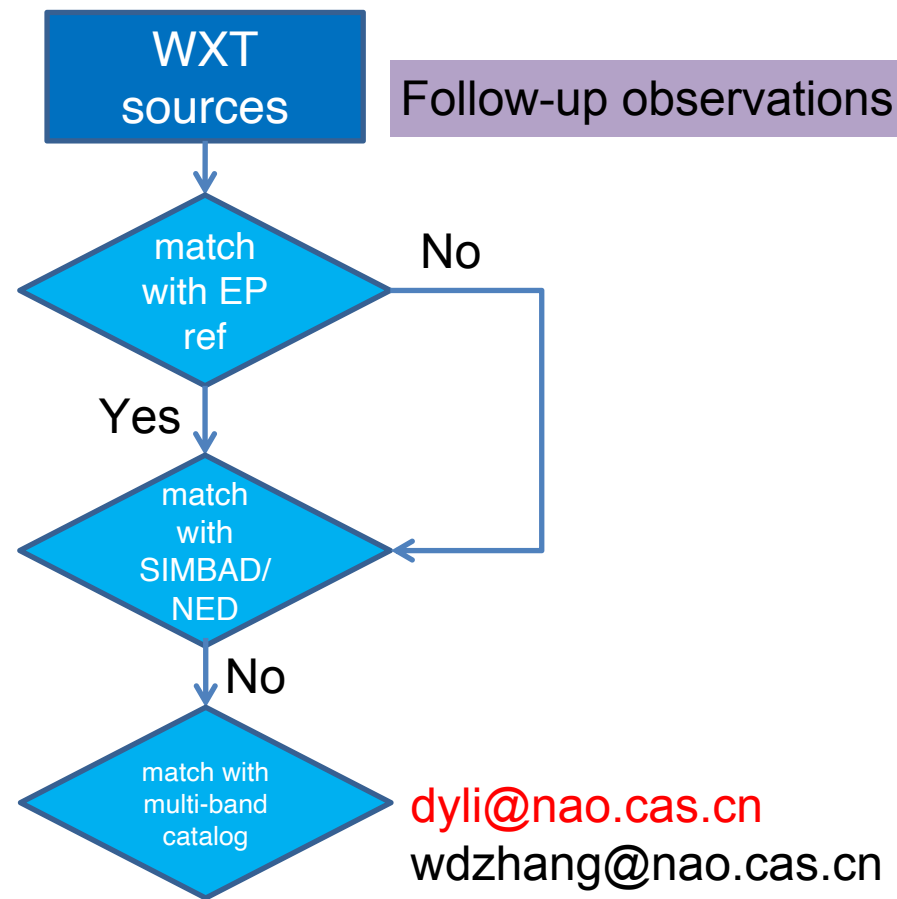 WXT
sources
Follow-up observations
match
with EP
ref
No
Yes
match
with
SIMBAD/
NED
No
match with
multi-band
catalog
dyli@nao.cas.cn
wdzhang@nao.cas.cn